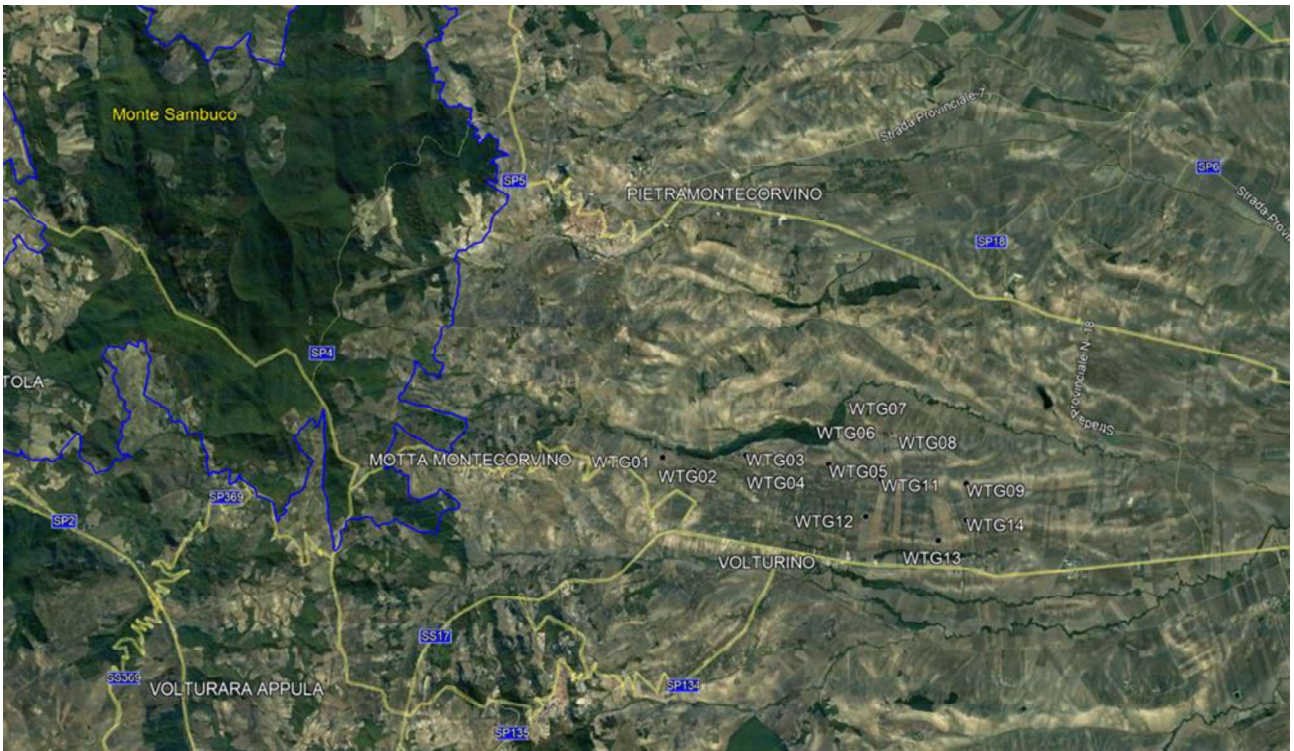 Monte Sambuco
Strada Provinciale 7
SP5
SP6
PIETRAMONTECORVINO
SP18
SP4
TOLA
Strada Provinciale N. 18
WTG07
WTG06
WTG08
MOTTA MONTECORVINO
WTG01
WTG03
WTG02
WTG05
WTG04
WTG11
WTG09
SP369
SP2
WTG12
WTG14
WTG13
VOLTURINO
SS17
SS369
VOLTURARA APPULA
SP134
SP135